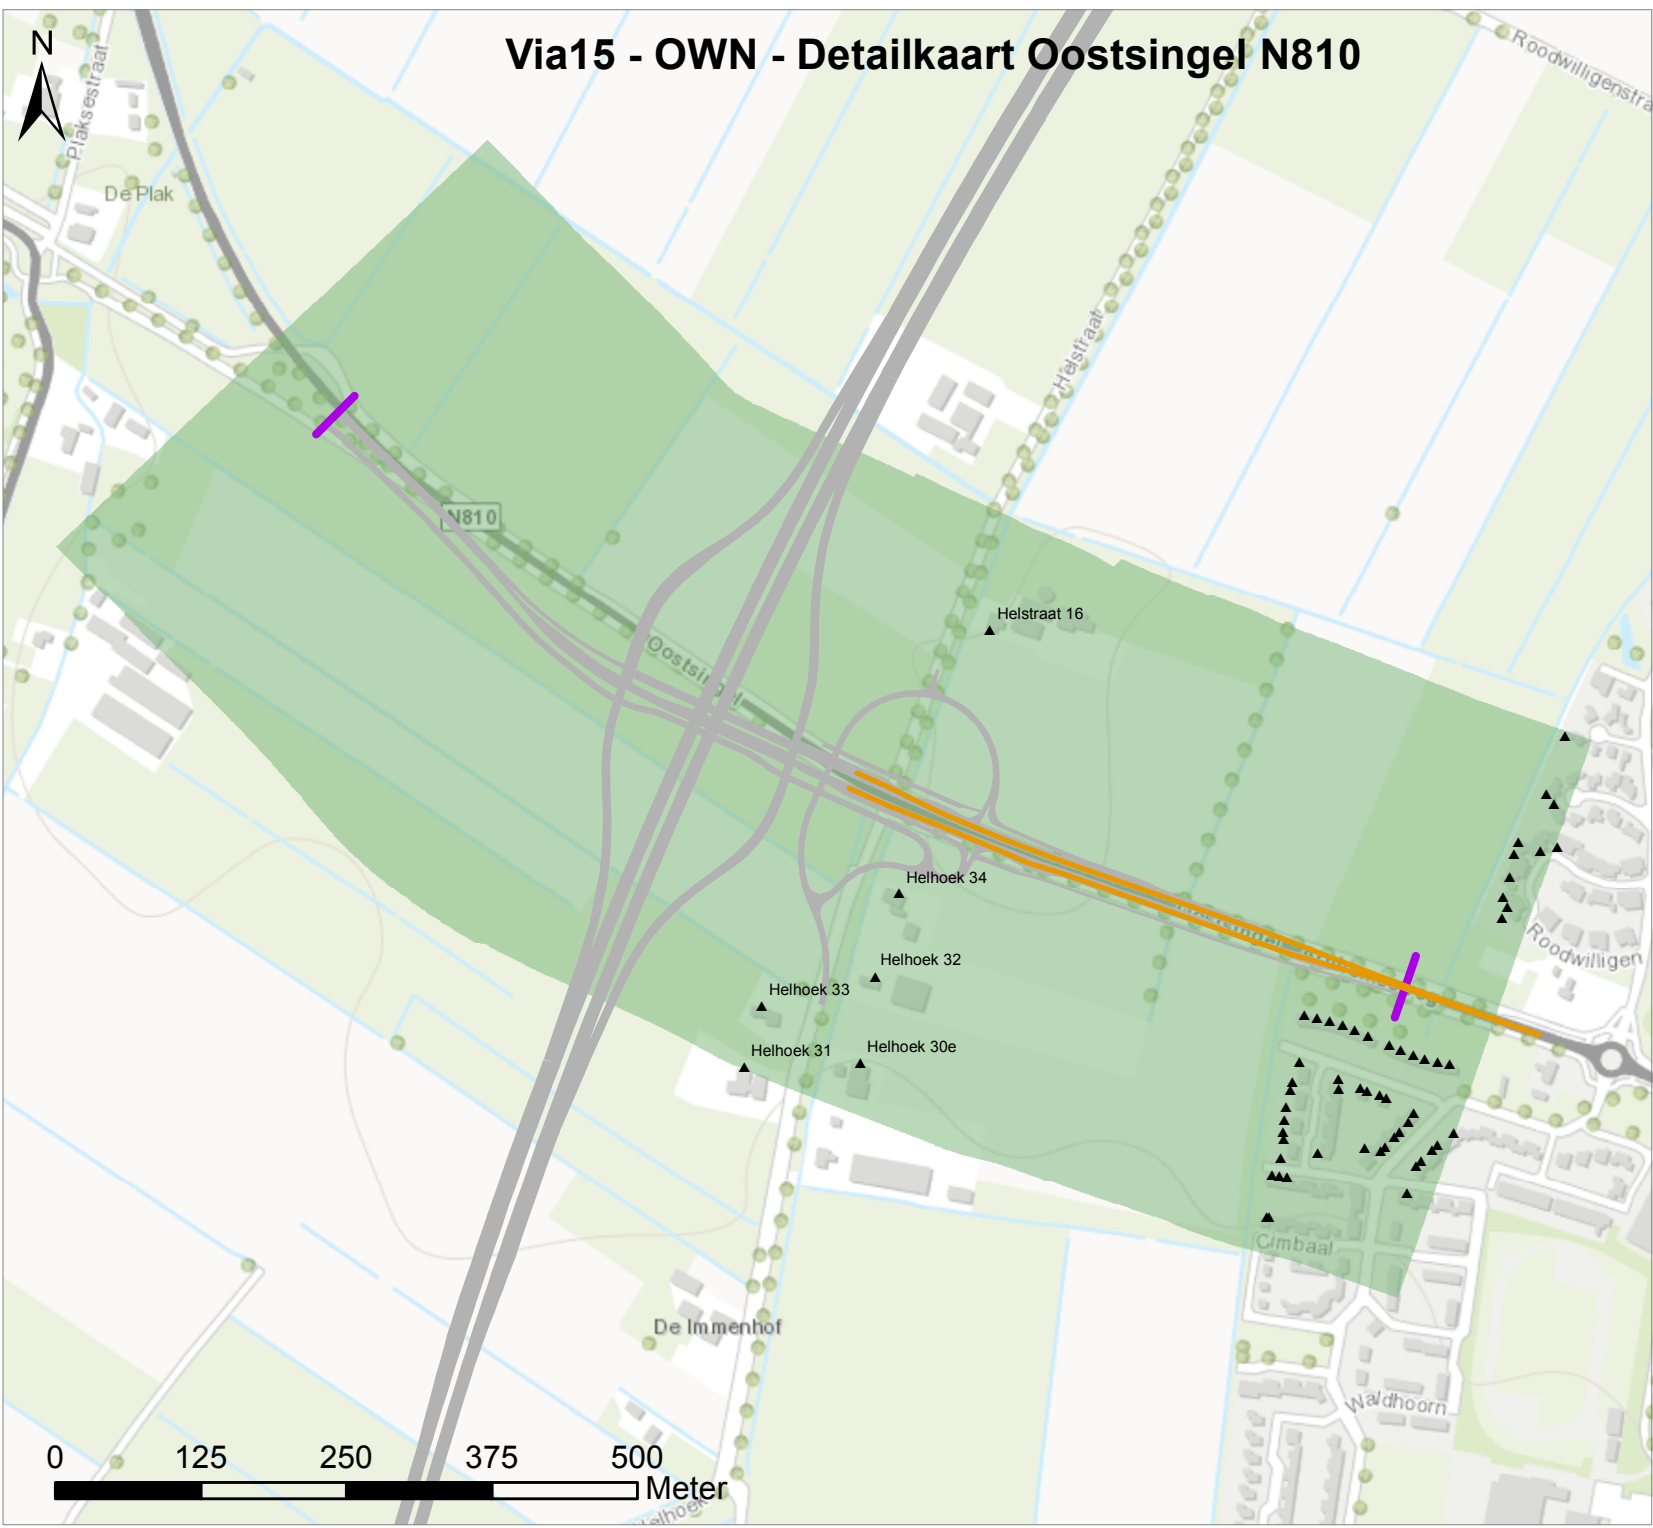 Via15 - OWN - Detailkaart Oostsingel N810
N
Plaksestraat
De Plak
Roodwilligenstra
Helstraat
N810
Oostsingel
Helstraat 16
Helhoek 34
Helhoek 32
Helhoek 33
Helhoek 31
Helhoek 30e
Roodwilligen
Cimbaal
De Immenhof
Waldhoorn
0 125 250 375 500
Meter
Helhoek